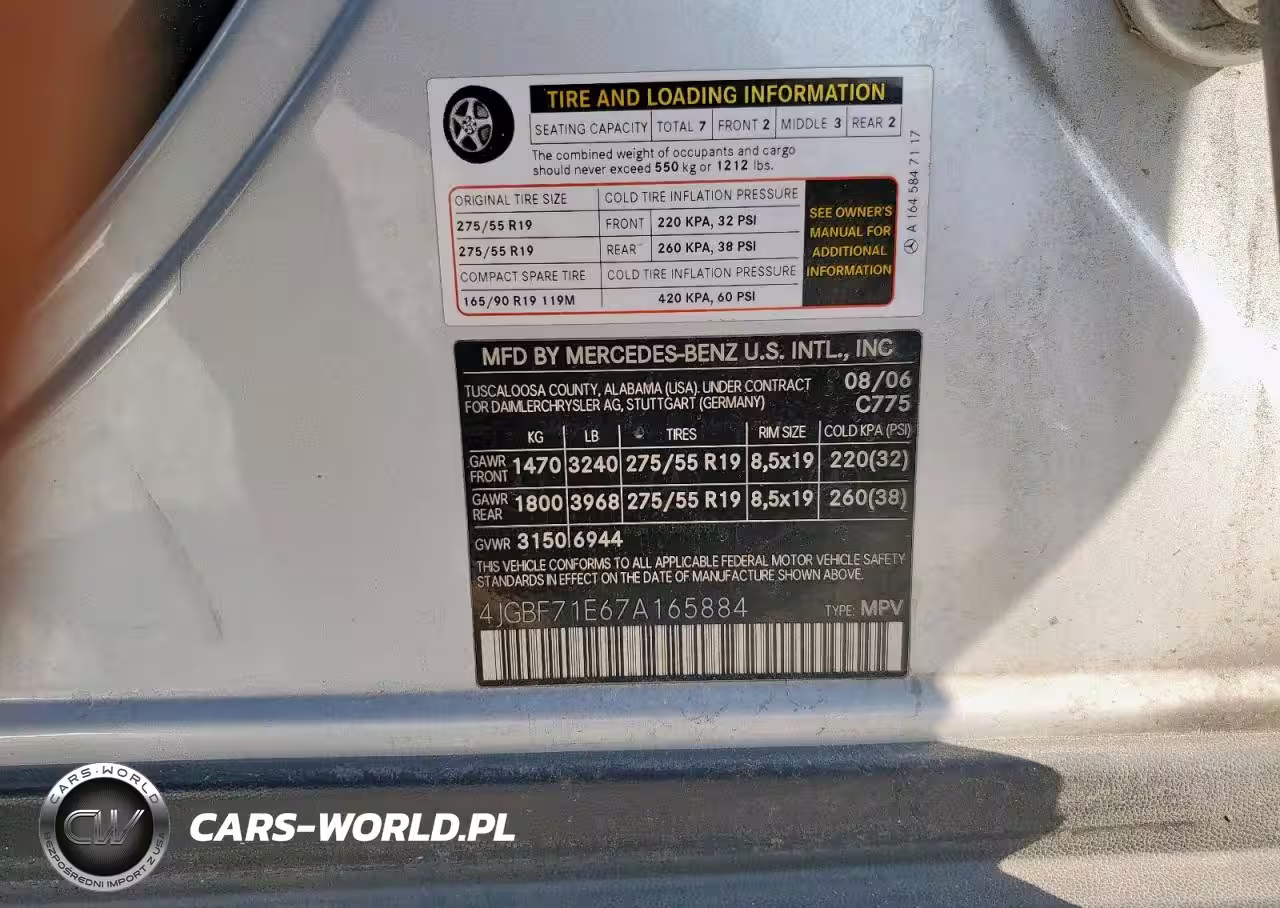 TIRE AND LOADING INFORMATION
SEATING CAPACITY TOTAL 7 FRONT 2 MIDDLE 3 REAR 2
The combined weight of occupants and cargo
should never exceed 550 kg or 1212 lbs.
ORIGINAL TIRE SIZE COLD TIRE INFLATION PRESSURE
275/55 R19 FRONT 220 KPA, 32 PSI
275/55 R19 REAR 260 KPA, 38 PSI
COMPACT SPARE TIRE COLD TIRE INFLATION PRESSURE
165/90 R19 119M 420 KPA, 60 PSI
SEE OWNER'S
MANUAL FOR
ADDITIONAL
INFORMATION
A 164 584 71 17
MFD BY MERCEDES-BENZ U.S. INTL., INC
TUSCALOOSA COUNTY, ALABAMA (USA). UNDER CONTRACT 08/06
FOR DAIMLERCHRYSLER AG, STUTTGART (GERMANY) C775
KG LB TIRES RIM SIZE COLD KPA (PSI)
GAWR FRONT 1470 3240 275/55 R19 8,5x19 220(32)
GAWR REAR 1800 3968 275/55 R19 8,5x19 260(38)
GVWR 3150 6944
THIS VEHICLE CONFORMS TO ALL APPLICABLE FEDERAL MOTOR VEHICLE SAFETY
STANDARDS IN EFFECT ON THE DATE OF MANUFACTURE SHOWN ABOVE.
4JGBF71E67A165884 TYPE: MPV
CARS-WORLD
CW
BEZPOŚREDNI IMPORT Z USA
CARS-WORLD.PL